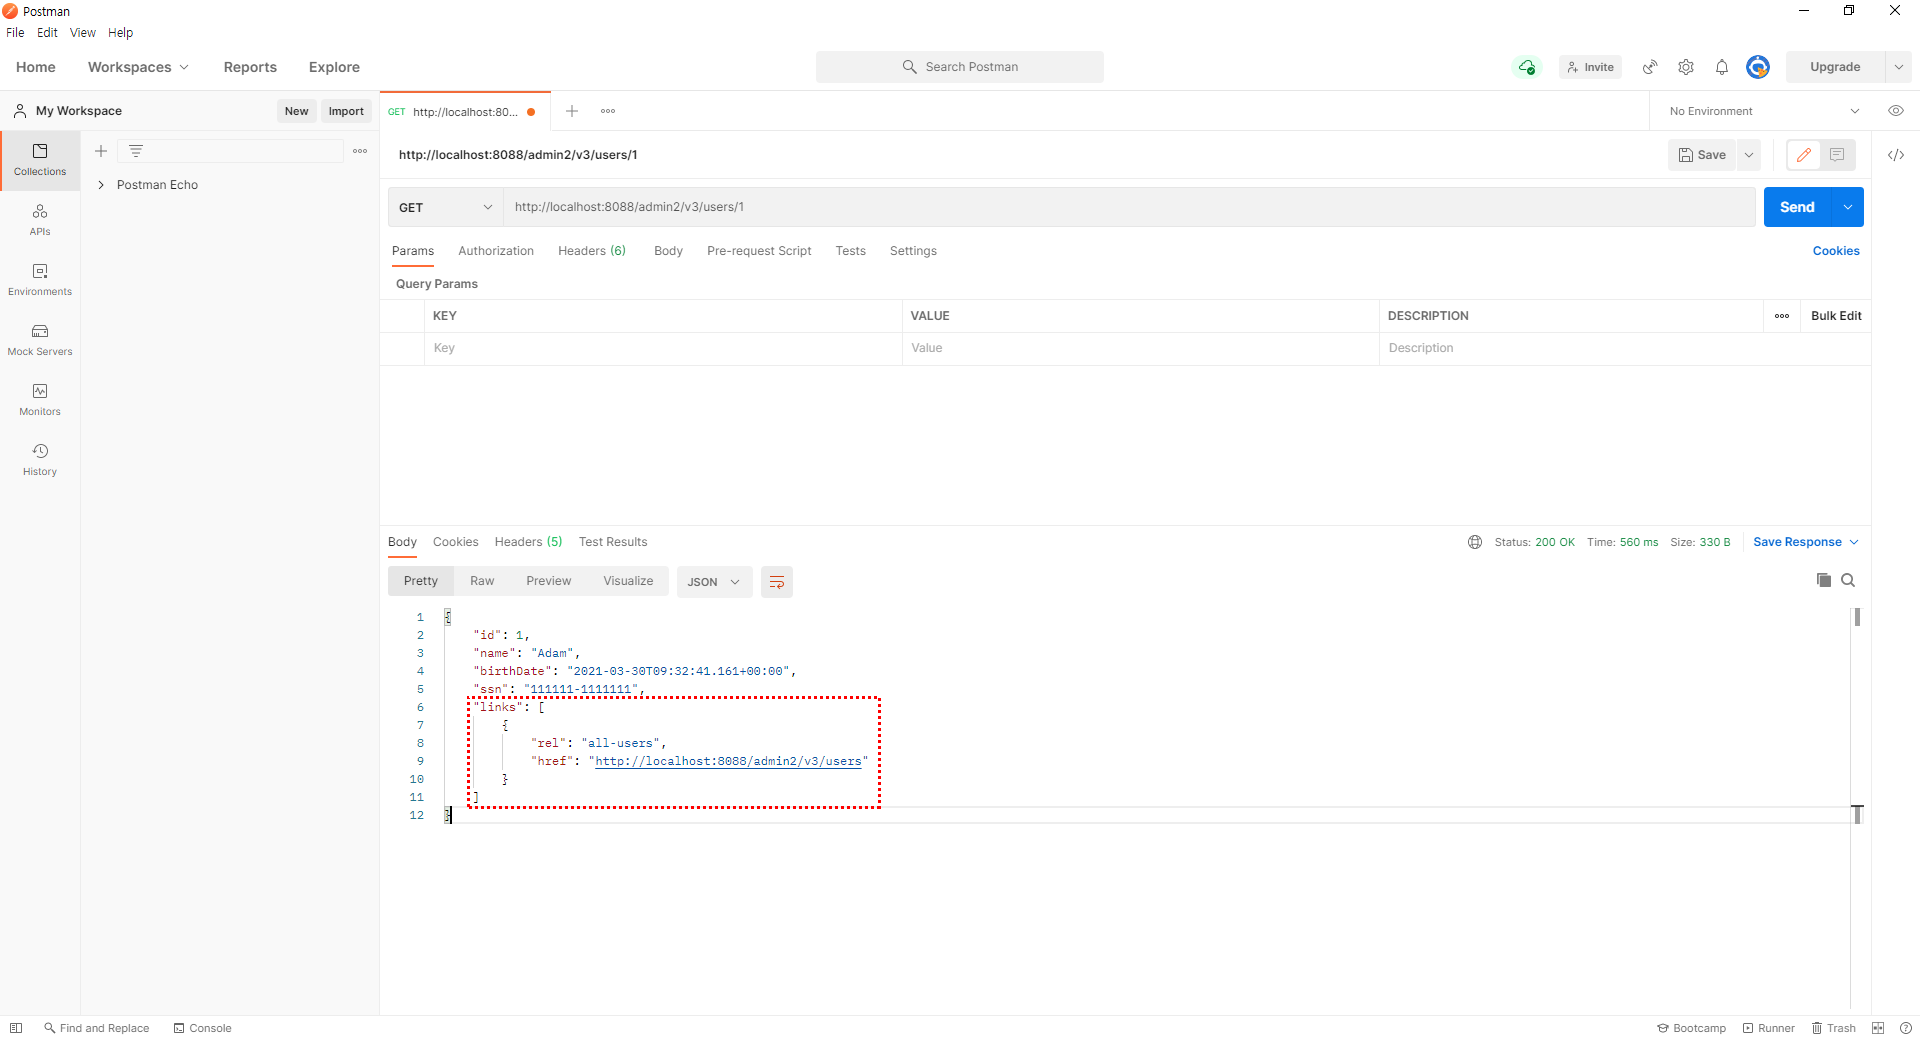 Postman
File Edit View Help
Home Workspaces Reports Explore
Search Postman
Invite
Upgrade
My Workspace New Import
GET http://localhost:80...
No Environment
Collections
Postman Echo
APIs
Environments
Mock Servers
Monitors
History
http://localhost:8088/admin2/v3/users/1
Save
GET http://localhost:8088/admin2/v3/users/1 Send
Params Authorization Headers (6) Body Pre-request Script Tests Settings Cookies
Query Params
KEY VALUE DESCRIPTION Bulk Edit
Key Value Description
Body Cookies Headers (5) Test Results Status: 200 OK Time: 560 ms Size: 330 B Save Response
Pretty Raw Preview Visualize JSON
1 {
2 "id": 1,
3 "name": "Adam",
4 "birthDate": "2021-03-30T09:32:41.161+00:00",
5 "ssn": "111111-1111111",
6 "links": [
7 {
8 "rel": "all-users",
9 "href": "http://localhost:8088/admin2/v3/users"
10 }
11 ]
12 }
Find and Replace Console Bootcamp Runner Trash